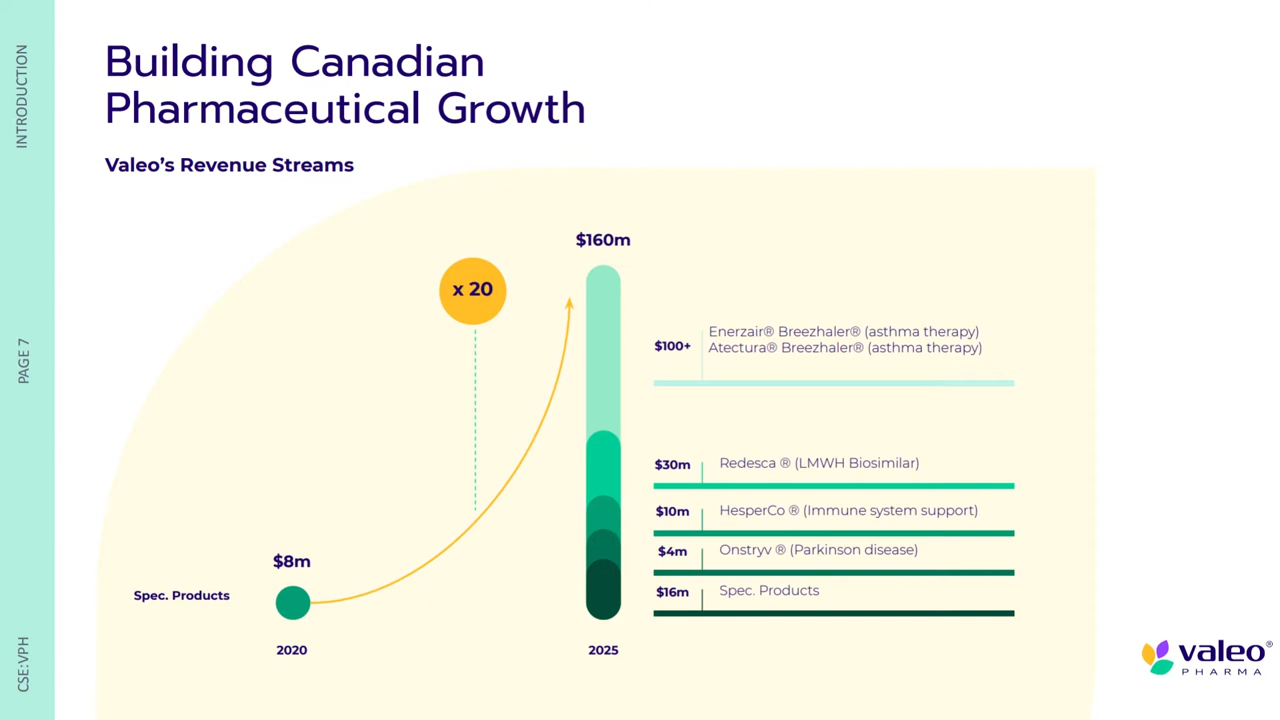 INTRODUCTION
PAGE 7
CSE:VPH
Building Canadian
Pharmaceutical Growth
Valeo's Revenue Streams
$160m
x 20
$100+
Enerzair® Breezhaler® (asthma therapy)
Atectura® Breezhaler® (asthma therapy)
$30m Redesca ® (LMWH Biosimilar)
$10m HesperCo ® (Immune system support)
$4m Onstryv ® (Parkinson disease)
$16m Spec. Products
$8m
Spec. Products
2020
2025
valeo®
PHARMA